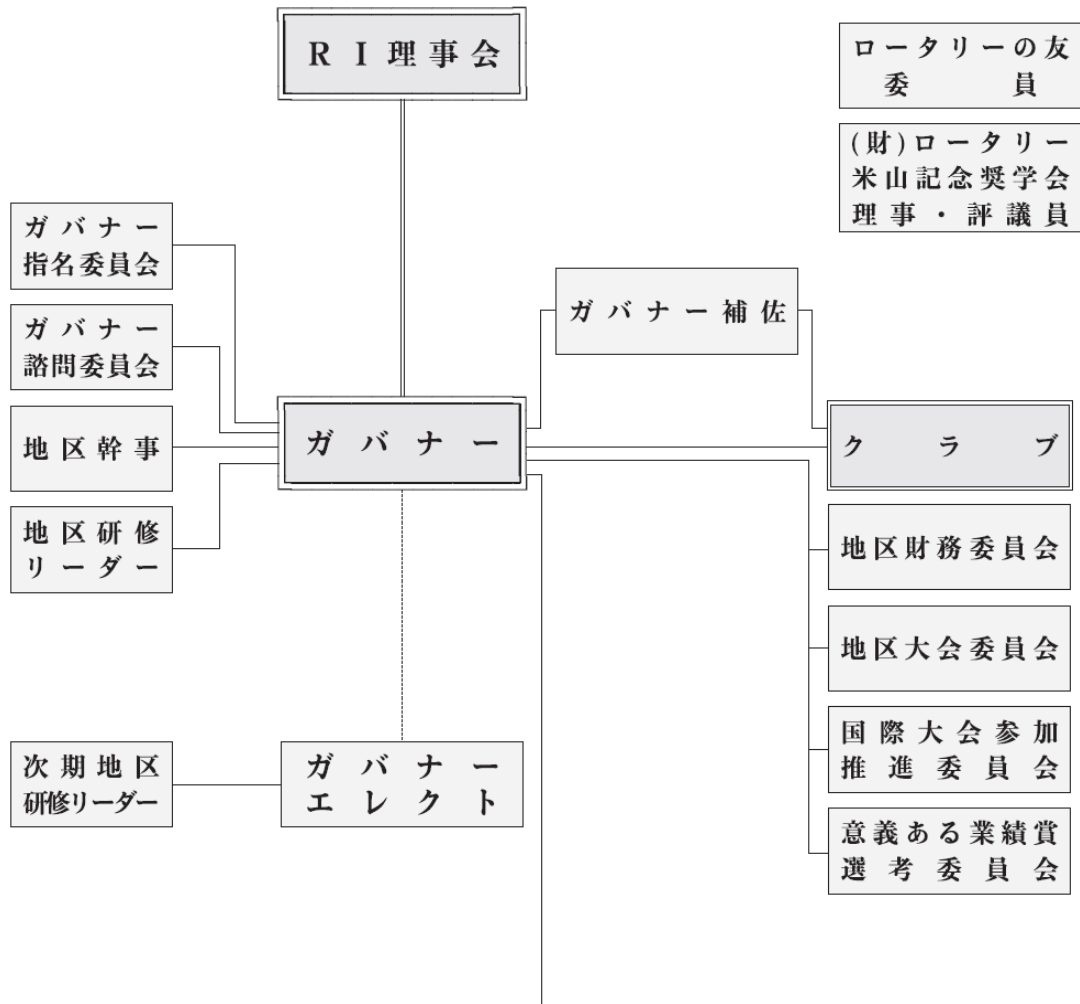 RI理事会
ロータリーの友
委員
(財)ロータリー
米山記念奨学会
理事・評議員
ガバナー
指名委員会
ガバナー補佐
ガバナー
諮問委員会
ガバナー
クラブ
地区幹事
地区研修
リーダー
地区財務委員会
地区大会委員会
国際大会参加
推進委員会
次期地区
研修リーダー
ガバナー
エレクト
意義ある業績賞
選考委員会